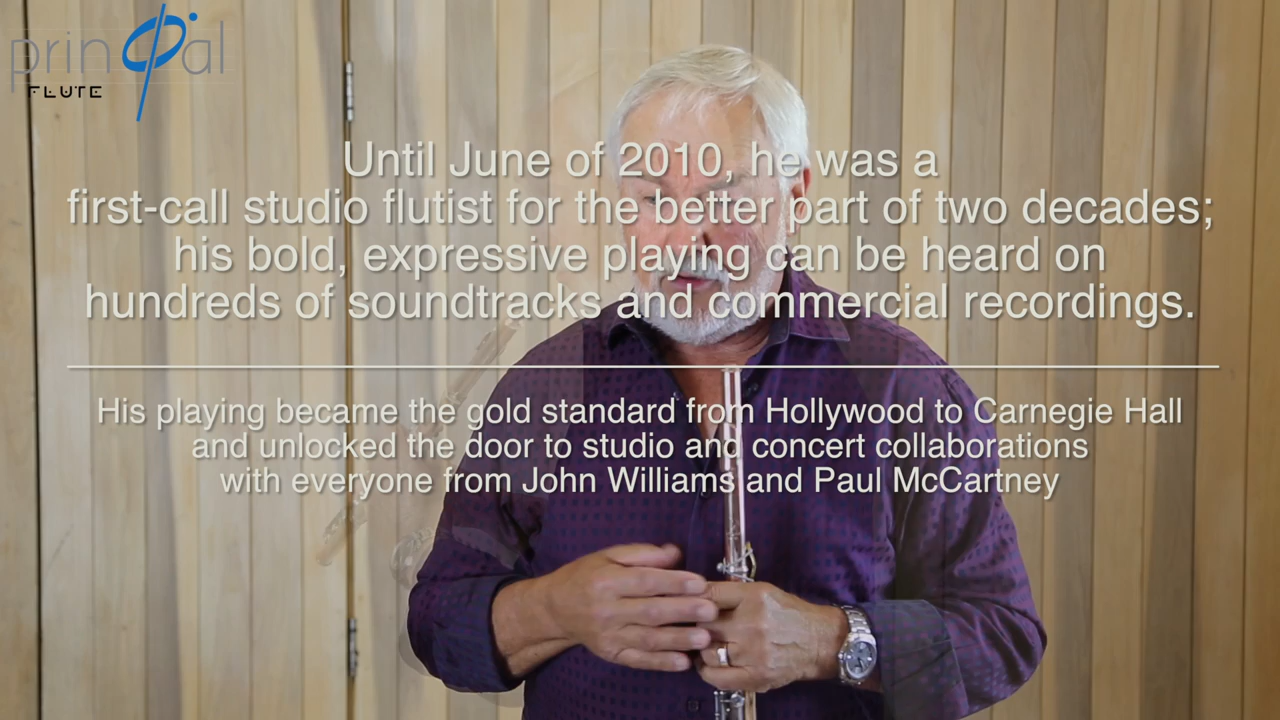 prinCipal
FLUTE
Until June of 2010, he was a
first-call studio flutist for the better part of two decades;
his bold, expressive playing can be heard on
hundreds of soundtracks and commercial recordings.
His playing became the gold standard from Hollywood to Carnegie Hall
and unlocked the door to studio and concert collaborations
with everyone from John Williams and Paul McCartney